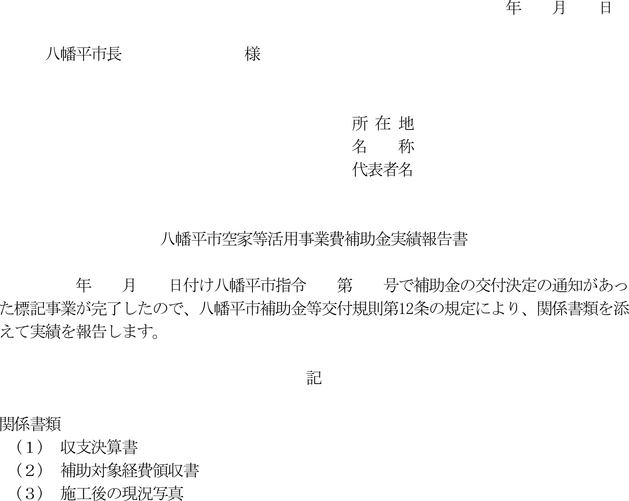 年　　月　　日
八幡平市長　　　　　　　　様
所 在 地
名　　称
代表者名
八幡平市空家等活用事業費補助金実績報告書
年　　月　　日付け八幡平市指令　　第　　号で補助金の交付決定の通知があっ
た標記事業が完了したので、八幡平市補助金等交付規則第12条の規定により、関係書類を添
えて実績を報告します。
記
関係書類
（１）　収支決算書
（２）　補助対象経費領収書
（３）　施工後の現況写真